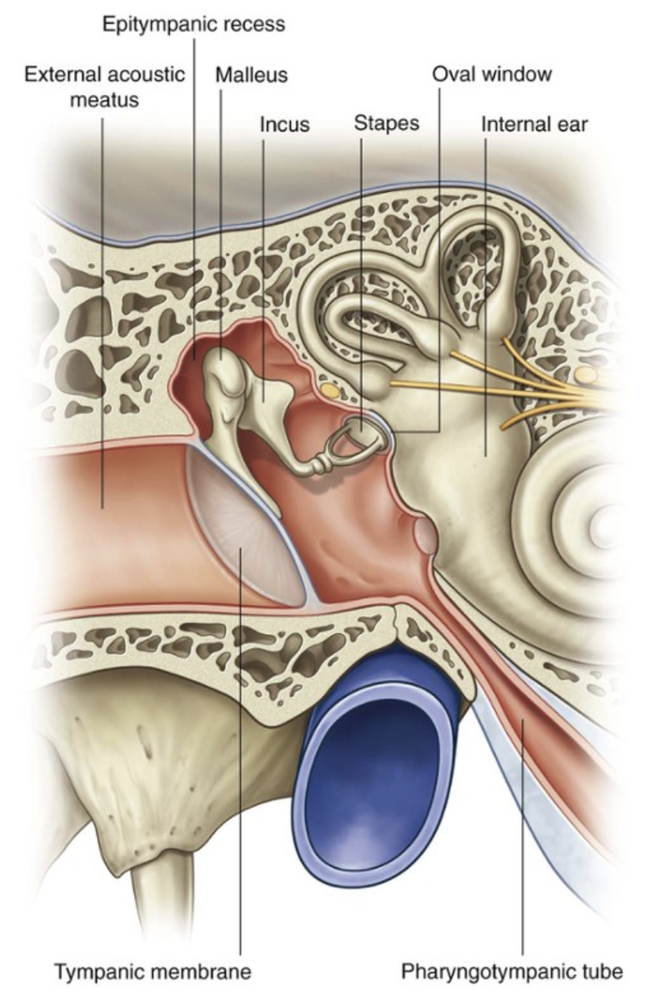 Epitympanic recess
External acoustic
meatus
Malleus
Oval window
Incus
Stapes
Internal ear
Tympanic membrane
Pharyngotympanic tube